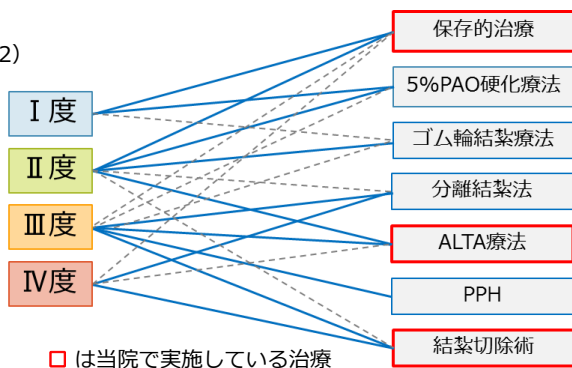 2）
Ⅰ度
Ⅱ度
Ⅲ度
Ⅳ度
保存的治療
5%PAO硬化療法
ゴム輪結紮療法
分離結紮法
ALTA療法
PPH
結紮切除術
は当院で実施している治療